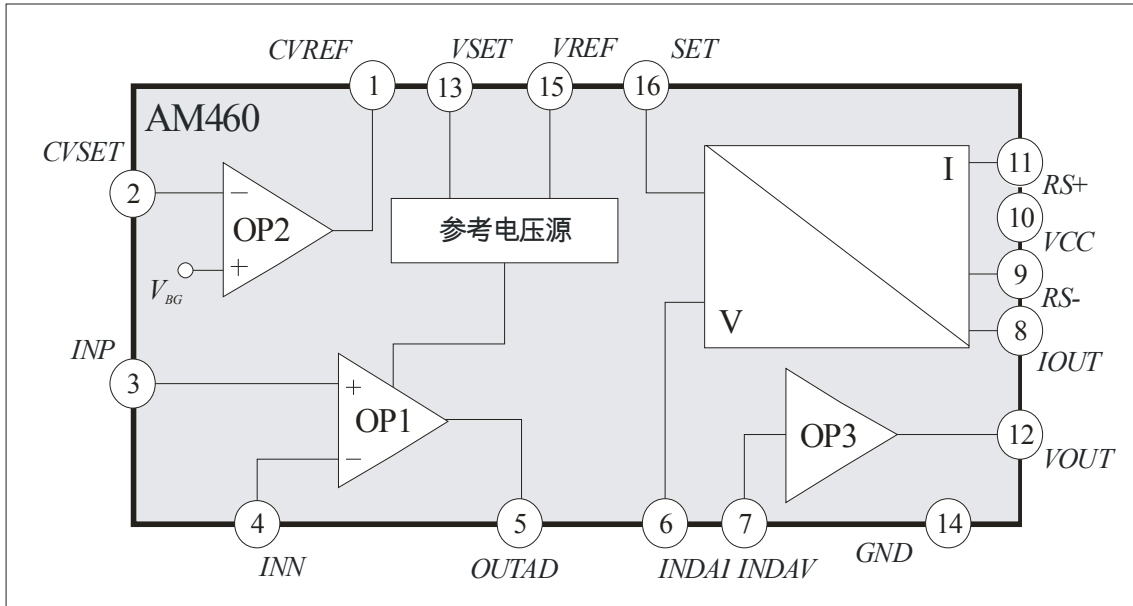 CVREF
VSET
VREF
SET
1
13
15
16
AM460
CVSET
2
−
OP2
+
V_BG
参考电压源
I
V
11
RS+
10
VCC
9
RS-
8
IOUT
INP
3
+
OP1
−
OP3
12
VOUT
4
5
6
7
14
INN
OUTAD
INDAI INDAV
GND